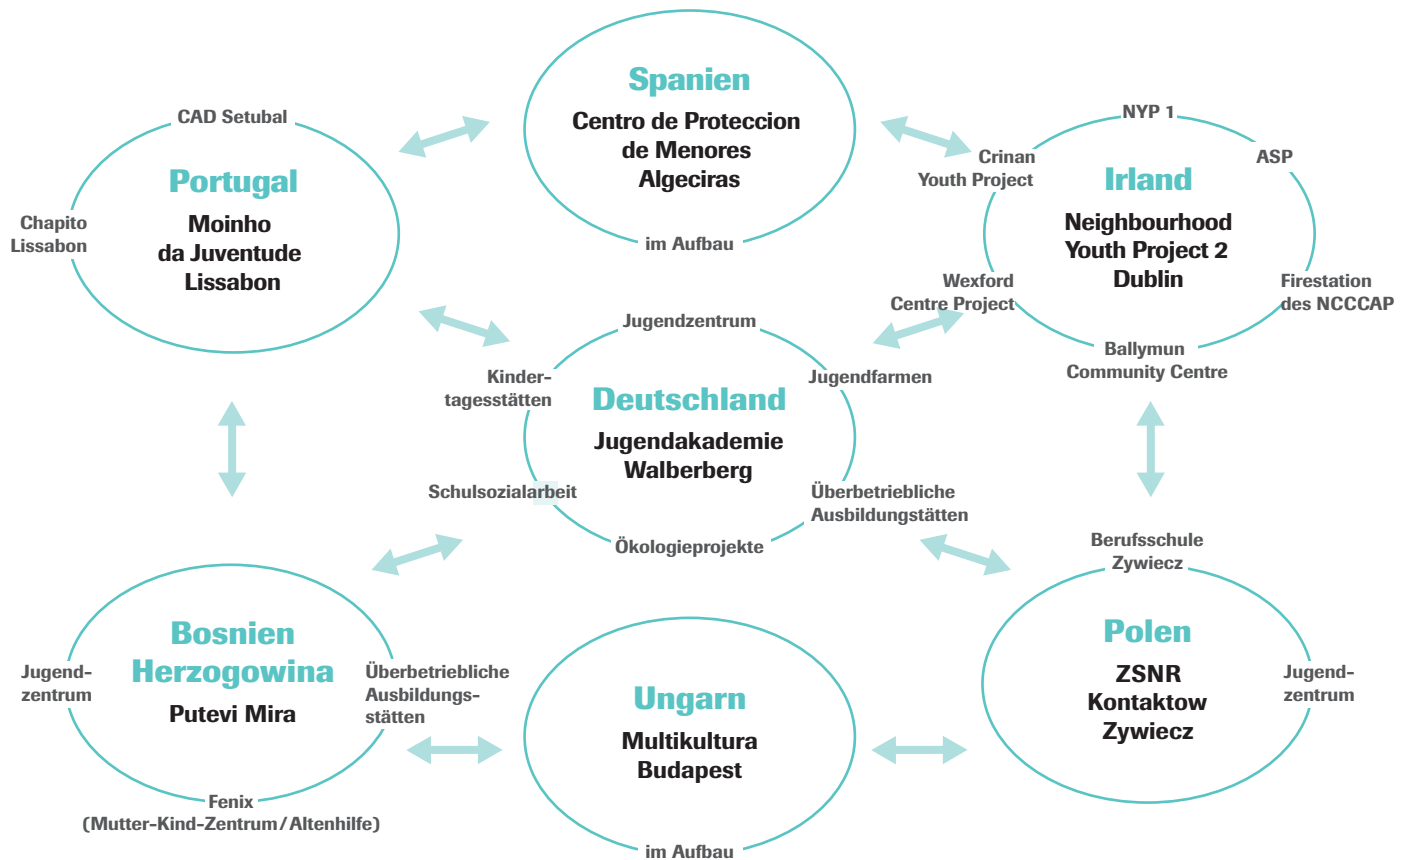 Spanien
Centro de Proteccion
de Menores
Algeciras
im Aufbau
CAD Setubal
Portugal
Moinho
da Juventude
Lissabon
Chapito
Lissabon
NYP 1
ASP
Crinan
Youth Project
Irland
Neighbourhood
Youth Project 2
Dublin
Wexford
Centre Project
Firestation
des NCCCAP
Ballymun
Community Centre
Jugendzentrum
Kinder-
tagesstätten
Jugendfarmen
Deutschland
Jugendakademie
Walberberg
Schulsozialarbeit
Überbetriebliche
Ausbildungstätten
Ökologieprojekte
Bosnien
Herzogowina
Putevi Mira
Jugend-
zentrum
Überbetriebliche
Ausbildungs-
stätten
Fenix
(Mutter-Kind-Zentrum/Altenhilfe)
Ungarn
Multikultura
Budapest
im Aufbau
Berufsschule
Zywiecz
Polen
ZSNR
Kontaktow
Zywiecz
Jugend-
zentrum